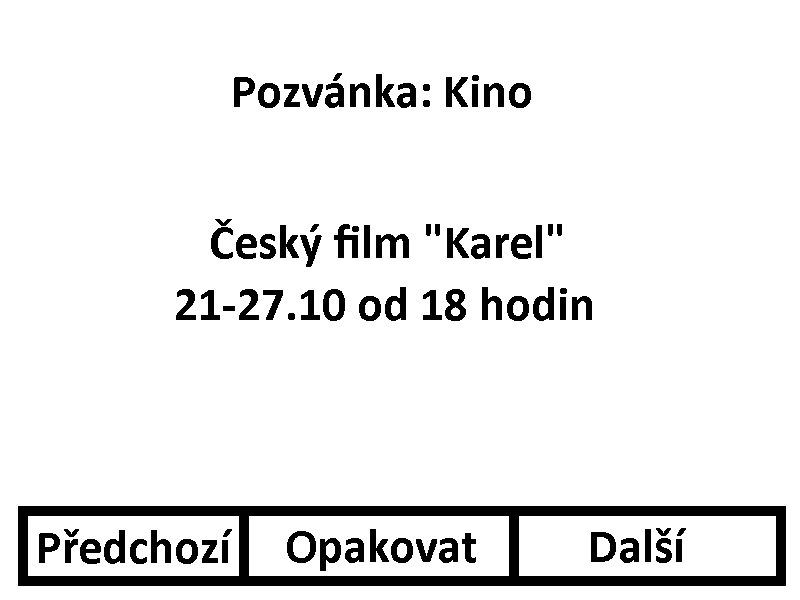 Pozvánka: Kino
Český film "Karel"
21-27.10 od 18 hodin
Předchozí Opakovat Další